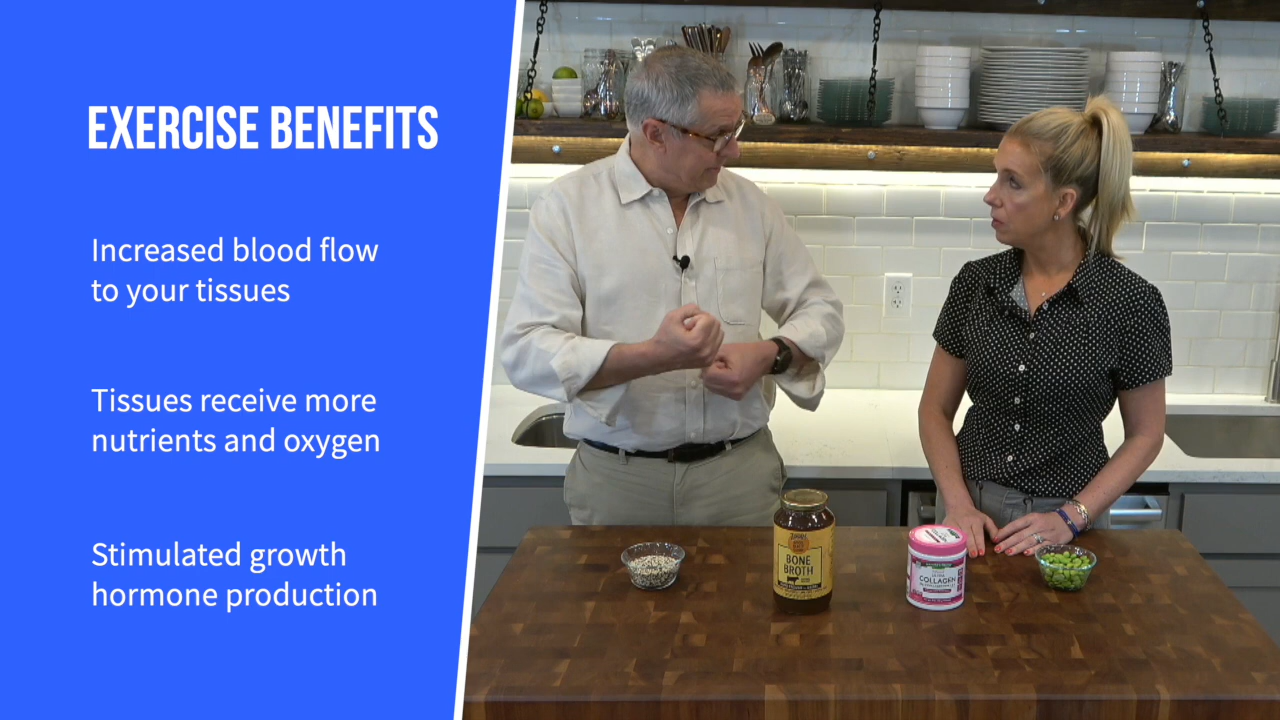 EXERCISE BENEFITS
Increased blood flow
to your tissues
Tissues receive more
nutrients and oxygen
Stimulated growth
hormone production
BONE
BROTH
COLLAGEN